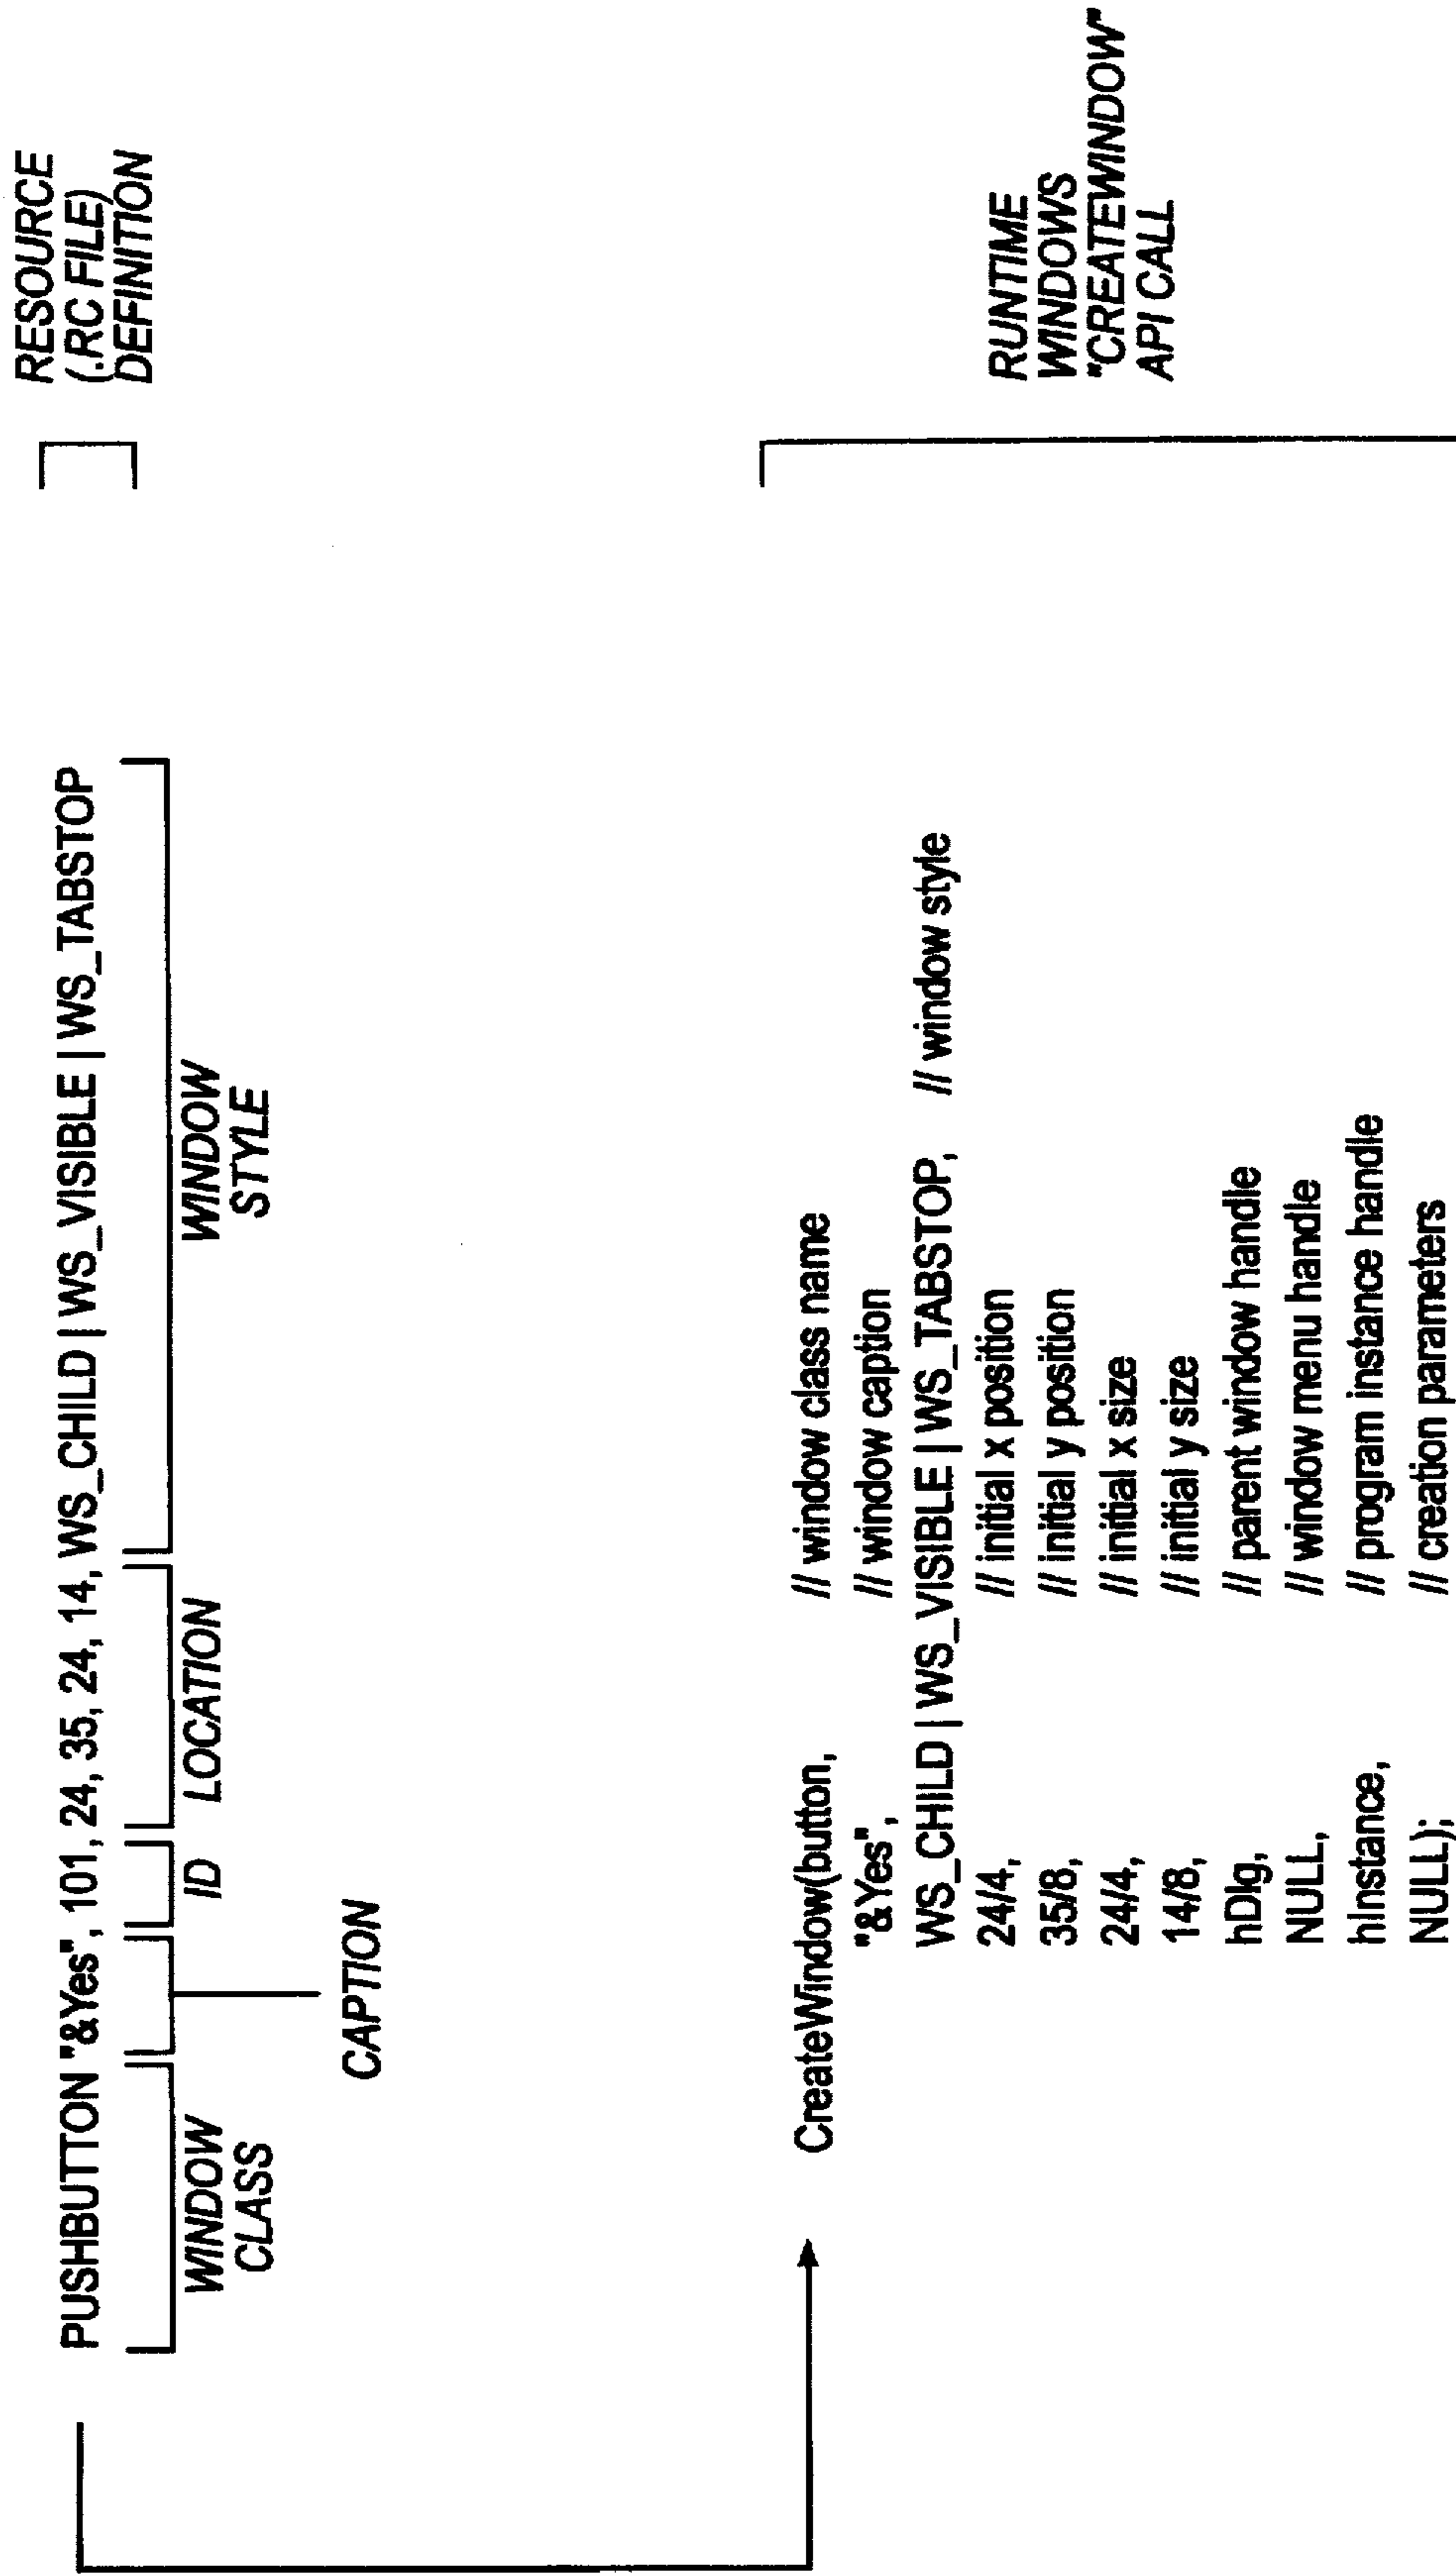 PUSHBUTTON "&Yes", 101, 24, 35, 24, 14, WS_CHILD | WS_VISIBLE | WS_TABSTOP
RESOURCE
(.RC FILE)
DEFINITION
WINDOW
CLASS
CAPTION
ID
LOCATION
WINDOW
STYLE
CreateWindow(button, // window class name
"&Yes", // window caption
WS_CHILD | WS_VISIBLE | WS_TABSTOP, // window style
24/4, // initial x position
35/8, // initial y position
24/4, // initial x size
14/8, // initial y size
hDlg, // parent window handle
NULL, // window menu handle
hInstance, // program instance handle
NULL); // creation parameters
RUNTIME
WINDOWS
"CREATEWINDOW"
API CALL